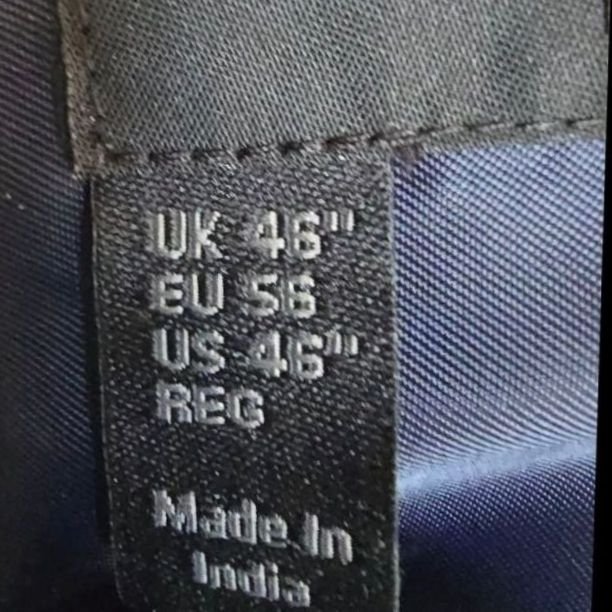 UK 46"
EU 56
US 46"
REG
Made In
India